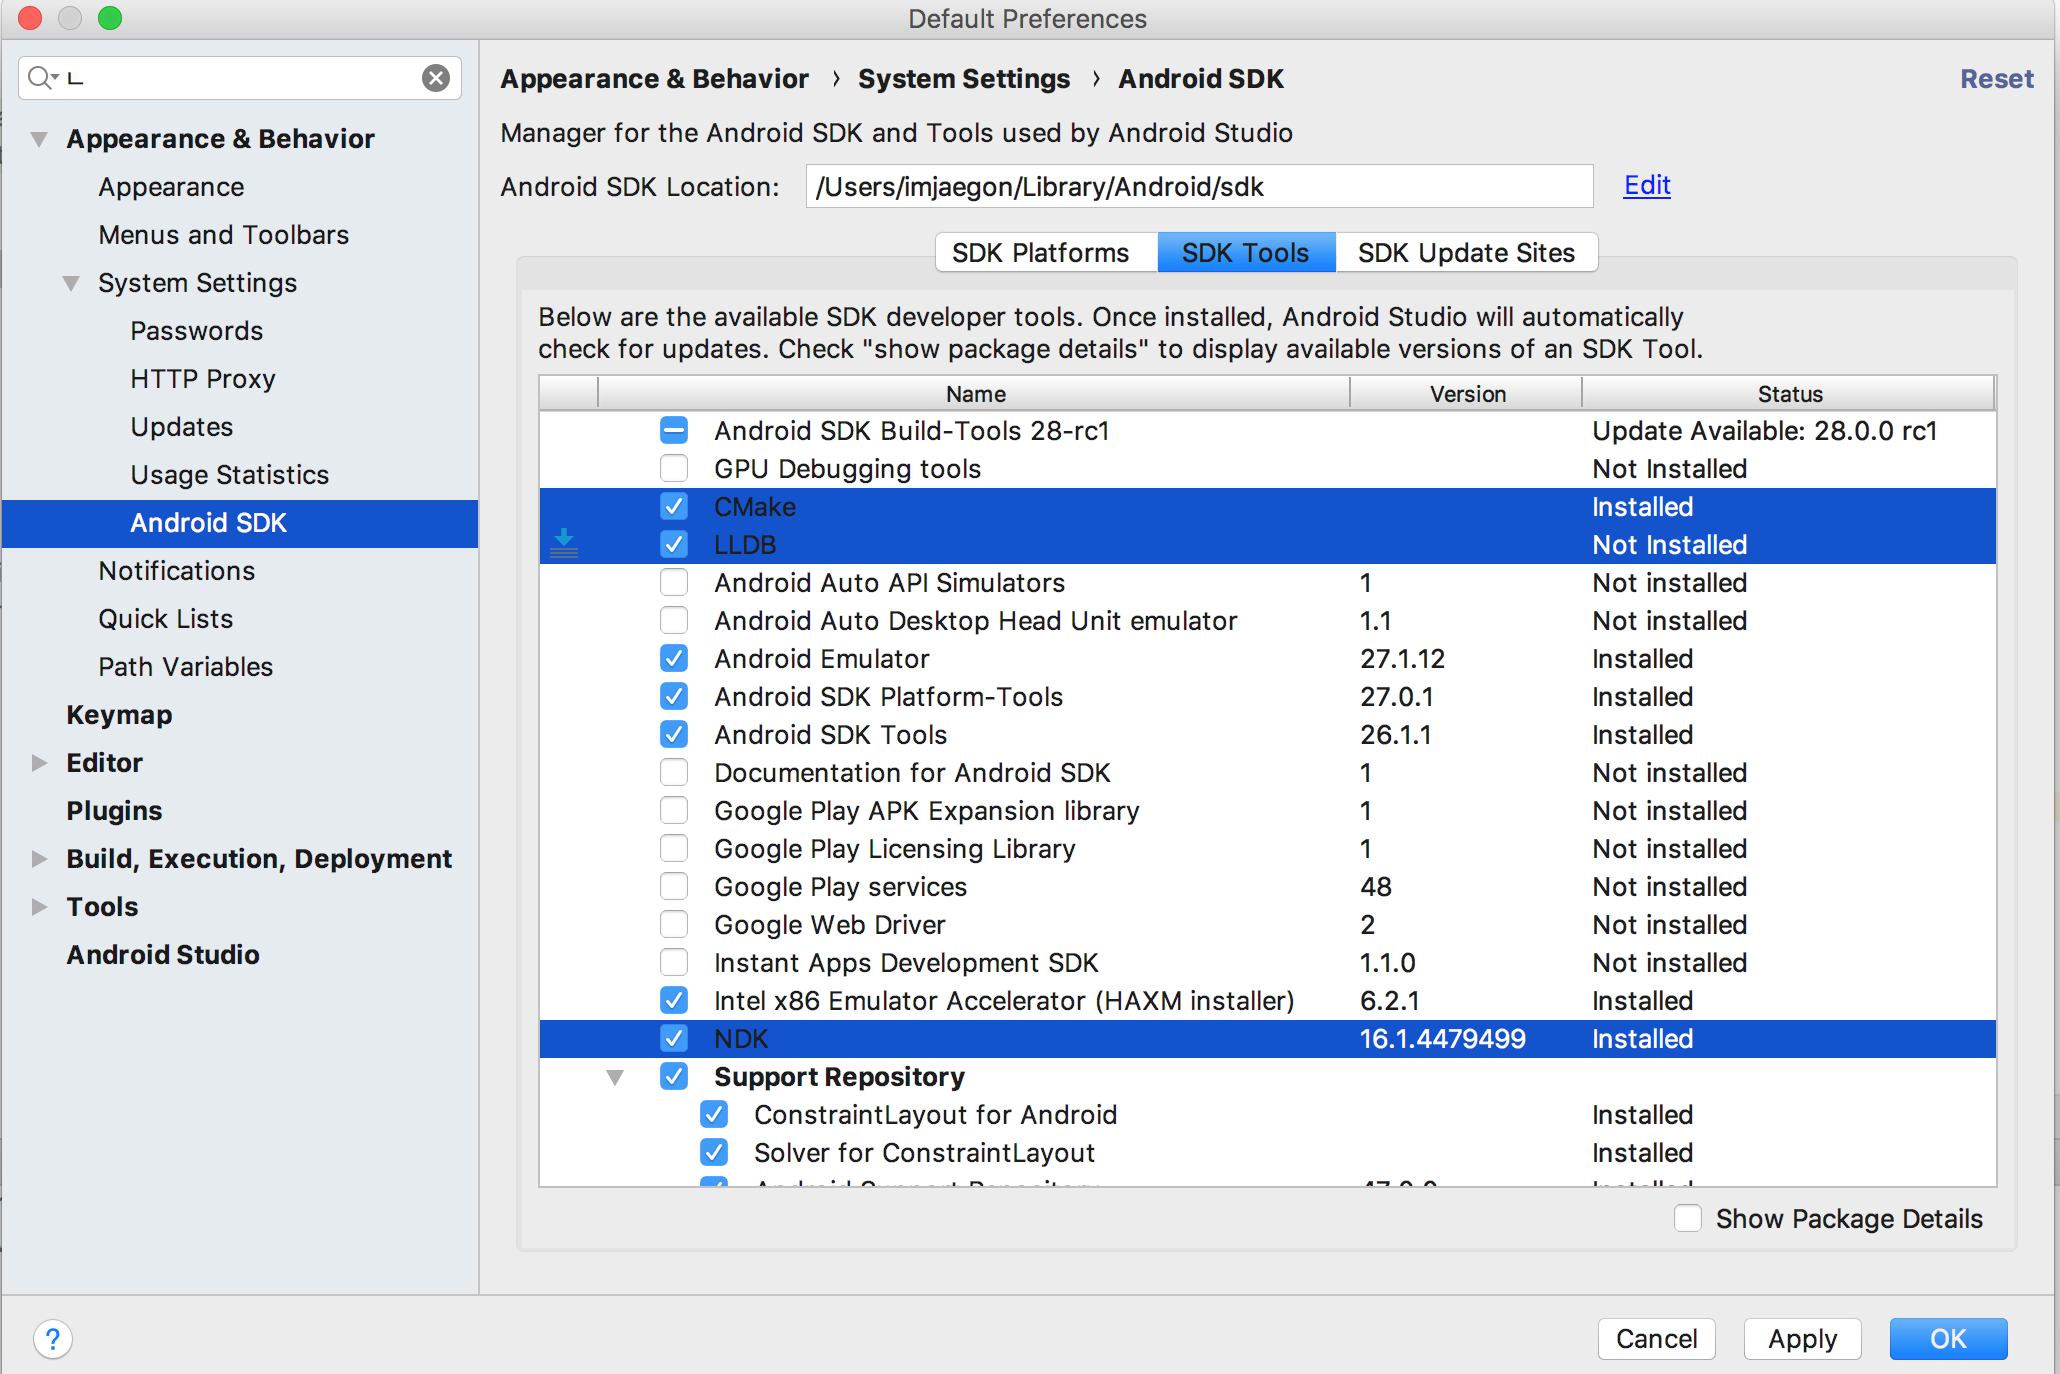 Default Preferences
ㄴ
Appearance & Behavior
Appearance
Menus and Toolbars
System Settings
Passwords
HTTP Proxy
Updates
Usage Statistics
Android SDK
Notifications
Quick Lists
Path Variables
Keymap
Editor
Plugins
Build, Execution, Deployment
Tools
Android Studio
Appearance & Behavior › System Settings › Android SDK
Reset
Manager for the Android SDK and Tools used by Android Studio
Android SDK Location: /Users/imjaegon/Library/Android/sdk Edit
SDK Platforms SDK Tools SDK Update Sites
Below are the available SDK developer tools. Once installed, Android Studio will automatically
check for updates. Check "show package details" to display available versions of an SDK Tool.
Name Version Status
Android SDK Build-Tools 28-rc1 Update Available: 28.0.0 rc1
GPU Debugging tools Not Installed
CMake Installed
LLDB Not Installed
Android Auto API Simulators 1 Not installed
Android Auto Desktop Head Unit emulator 1.1 Not installed
Android Emulator 27.1.12 Installed
Android SDK Platform-Tools 27.0.1 Installed
Android SDK Tools 26.1.1 Installed
Documentation for Android SDK 1 Not installed
Google Play APK Expansion library 1 Not installed
Google Play Licensing Library 1 Not installed
Google Play services 48 Not installed
Google Web Driver 2 Not installed
Instant Apps Development SDK 1.1.0 Not installed
Intel x86 Emulator Accelerator (HAXM installer) 6.2.1 Installed
NDK 16.1.4479499 Installed
Support Repository
ConstraintLayout for Android Installed
Solver for ConstraintLayout Installed
Android Support Repository 47.0.0 Installed
Show Package Details
?
Cancel Apply OK